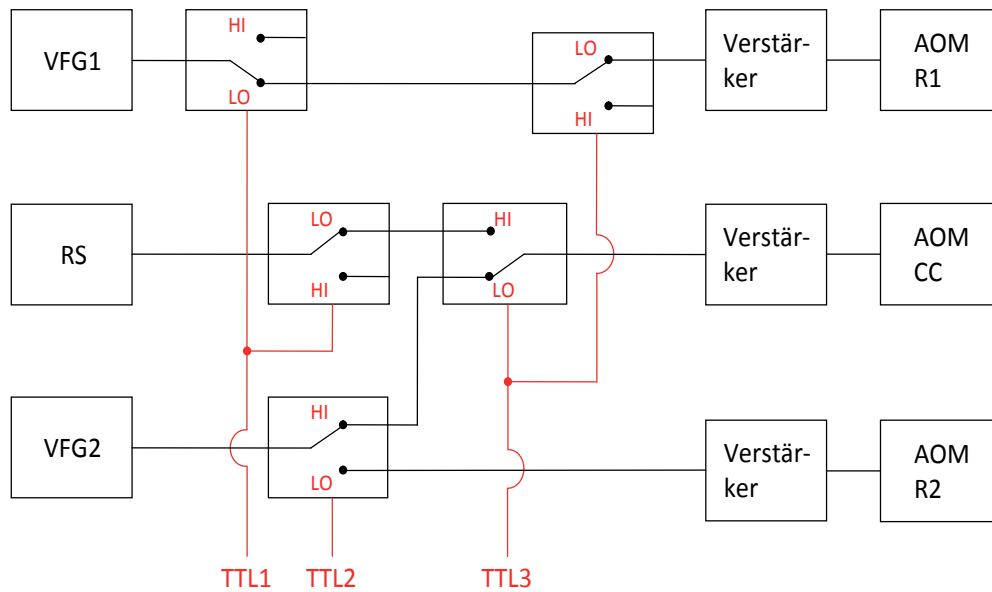 VFG1
HI
LO
LO
HI
Verstär-
ker
AOM
R1
RS
LO
HI
HI
LO
Verstär-
ker
AOM
CC
VFG2
HI
LO
Verstär-
ker
AOM
R2
TTL1
TTL2
TTL3